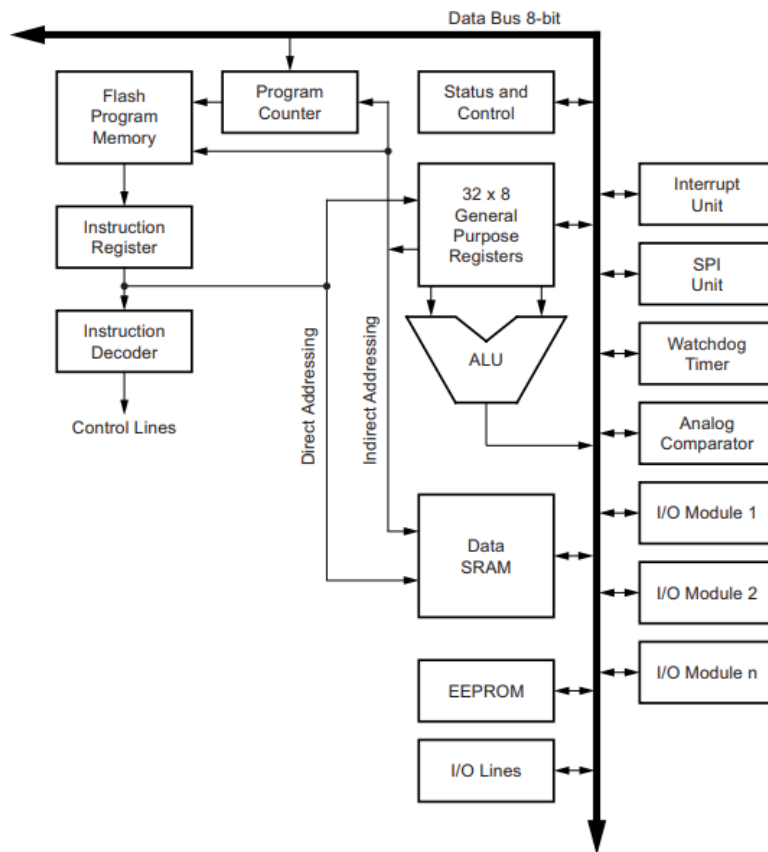 Data Bus 8-bit
Flash
Program
Memory
Program
Counter
Status and
Control
Instruction
Register
32 x 8
General
Purpose
Registers
Interrupt
Unit
SPI
Unit
Instruction
Decoder
Control Lines
Direct Addressing
Indirect Addressing
ALU
Watchdog
Timer
Analog
Comparator
Data
SRAM
I/O Module 1
I/O Module 2
I/O Module n
EEPROM
I/O Lines